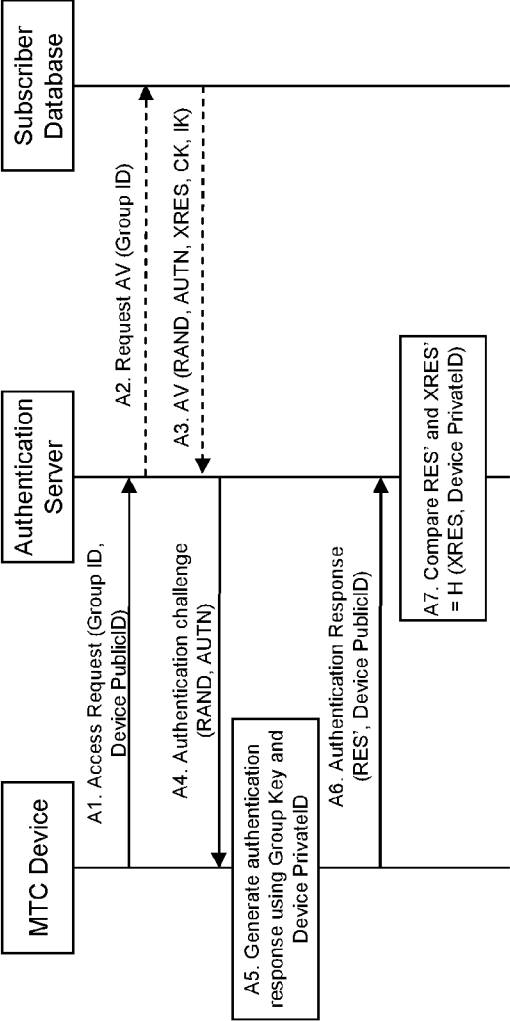 MTC Device
Authentication
Server
Subscriber
Database
A1. Access Request (Group ID,
Device PublicID)
A2. Request AV (Group ID)
A3. AV (RAND, AUTN, XRES, CK, IK)
A4. Authentication challenge
(RAND, AUTN)
A5. Generate authentication
response using Group Key and
Device PrivateID
A6. Authentication Response
(RES’, Device PublicID)
A7. Compare RES’ and XRES’
= H (XRES, Device PrivateID)